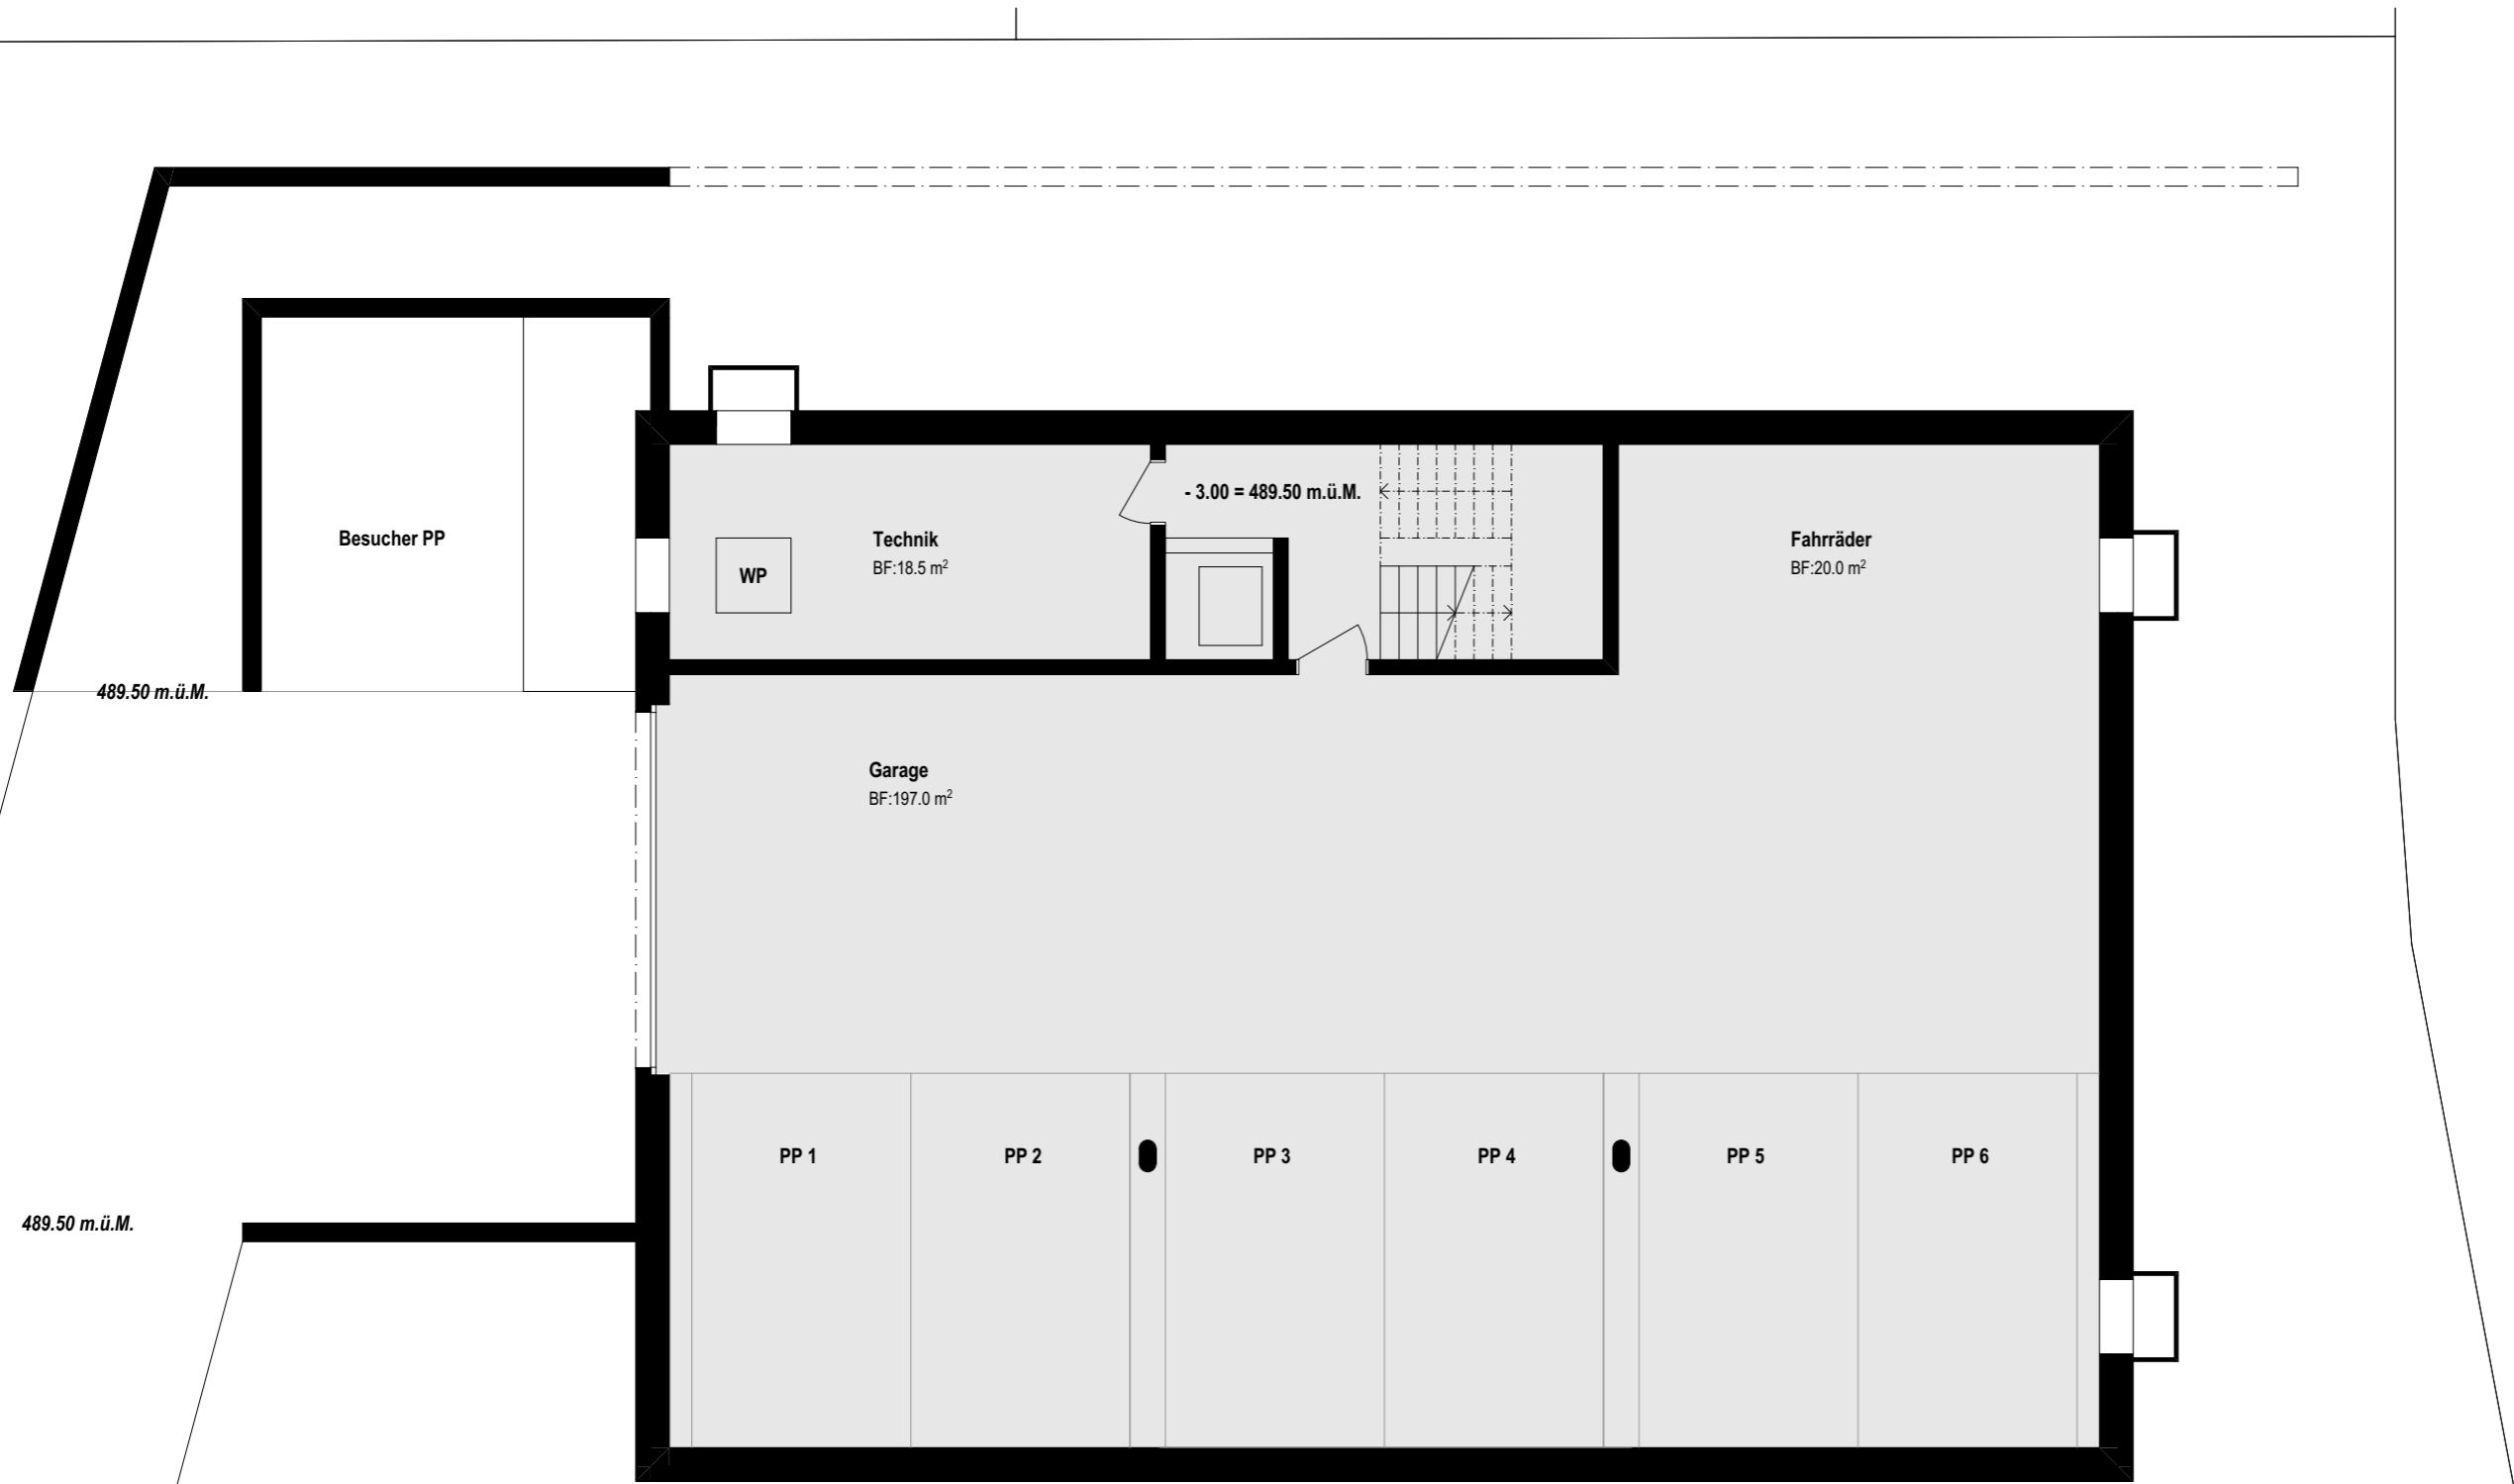 - 3.00 = 489.50 m.ü.M.
Besucher PP
Technik
BF:18.5 m²
WP
Fahrräder
BF:20.0 m²
489.50 m.ü.M.
Garage
BF:197.0 m²
PP 1
PP 2
PP 3
PP 4
PP 5
PP 6
489.50 m.ü.M.